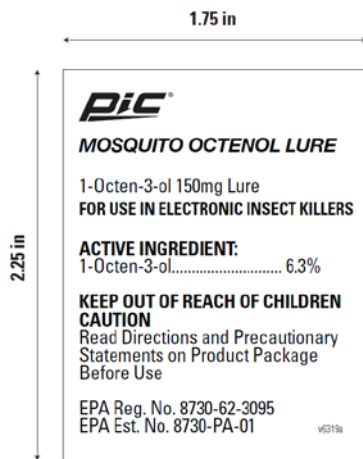 1.75 in
2.25 in
PiC®
MOSQUITO OCTENOL LURE
1-Octen-3-ol 150mg Lure
FOR USE IN ELECTRONIC INSECT KILLERS
ACTIVE INGREDIENT:
1-Octen-3-ol.............................. 6.3%
KEEP OUT OF REACH OF CHILDREN
CAUTION
Read Directions and Precautionary
Statements on Product Package
Before Use
EPA Reg. No. 8730-62-3095
EPA Est. No. 8730-PA-01
v6319a